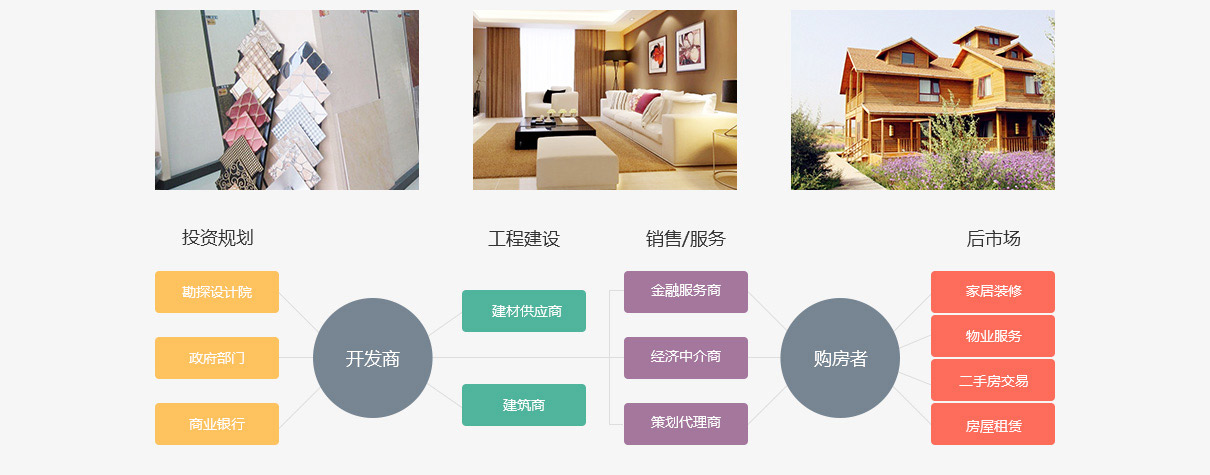 投资规划
工程建设
销售/服务
后市场
勘探设计院
政府部门
商业银行
开发商
建材供应商
建筑商
金融服务商
经济中介商
策划代理商
购房者
家居装修
物业服务
二手房交易
房屋租赁